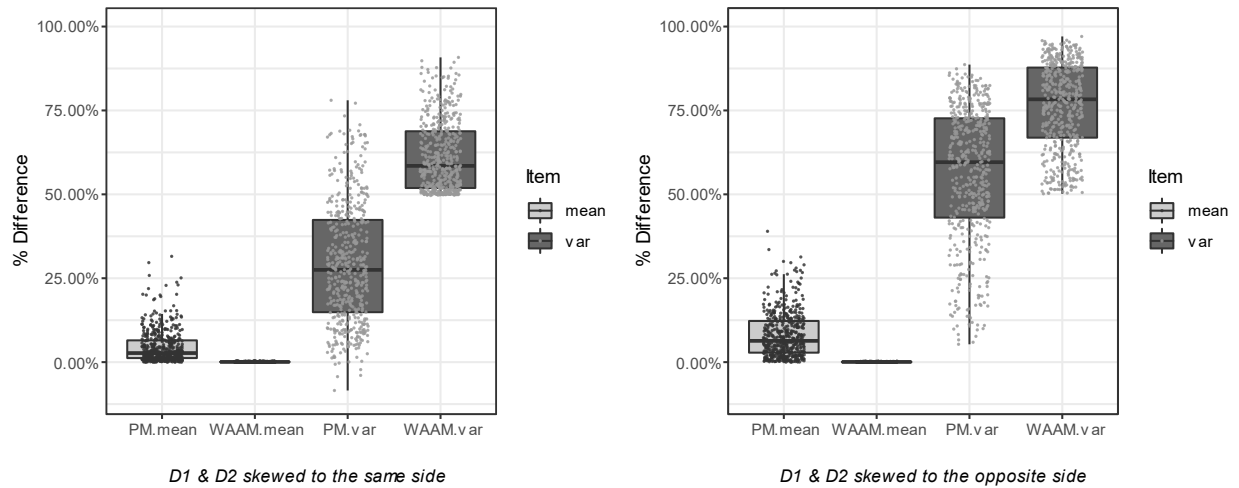 100.00%
75.00%
50.00%
25.00%
0.00%
% Difference
PM.mean WAAM.mean PM.var WAAM.var
D1 & D2 skewed to the same side
Item
mean
var
100.00%
75.00%
50.00%
25.00%
0.00%
% Difference
PM.mean WAAM.mean PM.var WAAM.var
D1 & D2 skewed to the opposite side
Item
mean
var